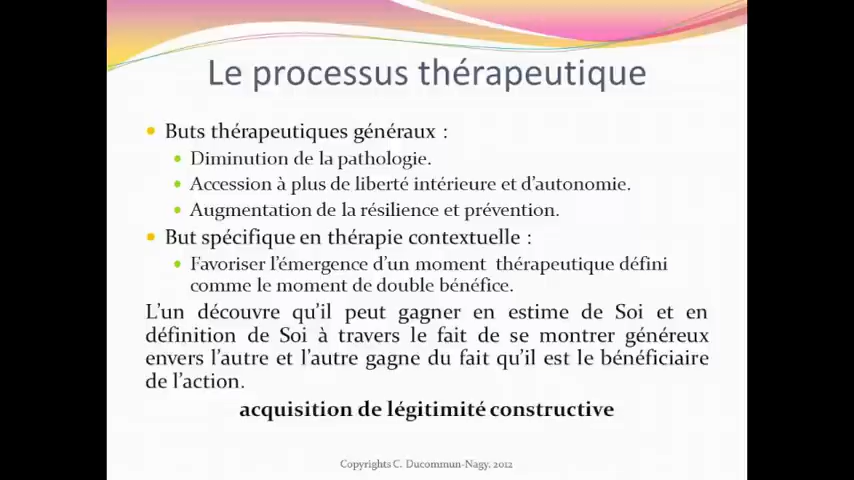 Le processus thérapeutique
Buts thérapeutiques généraux :
Diminution de la pathologie.
Accession à plus de liberté intérieure et d'autonomie.
Augmentation de la résilience et prévention.
But spécifique en thérapie contextuelle :
Favoriser l'émergence d'un moment thérapeutique défini
comme le moment de double bénéfice.
L'un découvre qu'il peut gagner en estime de Soi et en
définition de Soi à travers le fait de se montrer généreux
envers l'autre et l'autre gagne du fait qu'il est le bénéficiaire
de l'action.
acquisition de légitimité constructive
Copyrights C. Ducommun-Nagy, 2012